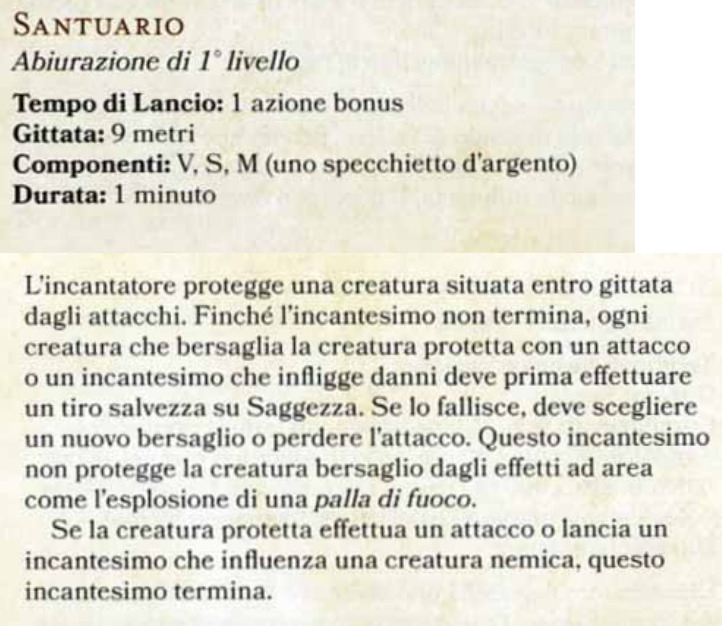 SANTUARIO
Abiurazione di 1° livello
Tempo di Lancio: 1 azione bonus
Gittata: 9 metri
Componenti: V, S, M (uno specchietto d'argento)
Durata: 1 minuto
L'incantatore protegge una creatura situata entro gittata
dagli attacchi. Finché l'incantesimo non termina, ogni
creatura che bersaglia la creatura protetta con un attacco
o un incantesimo che infligge danni deve prima effettuare
un tiro salvezza su Saggezza. Se lo fallisce, deve scegliere
un nuovo bersaglio o perdere l'attacco. Questo incantesimo
non protegge la creatura bersaglio dagli effetti ad area
come l'esplosione di una palla di fuoco.
Se la creatura protetta effettua un attacco o lancia un
incantesimo che influenza una creatura nemica, questo
incantesimo termina.